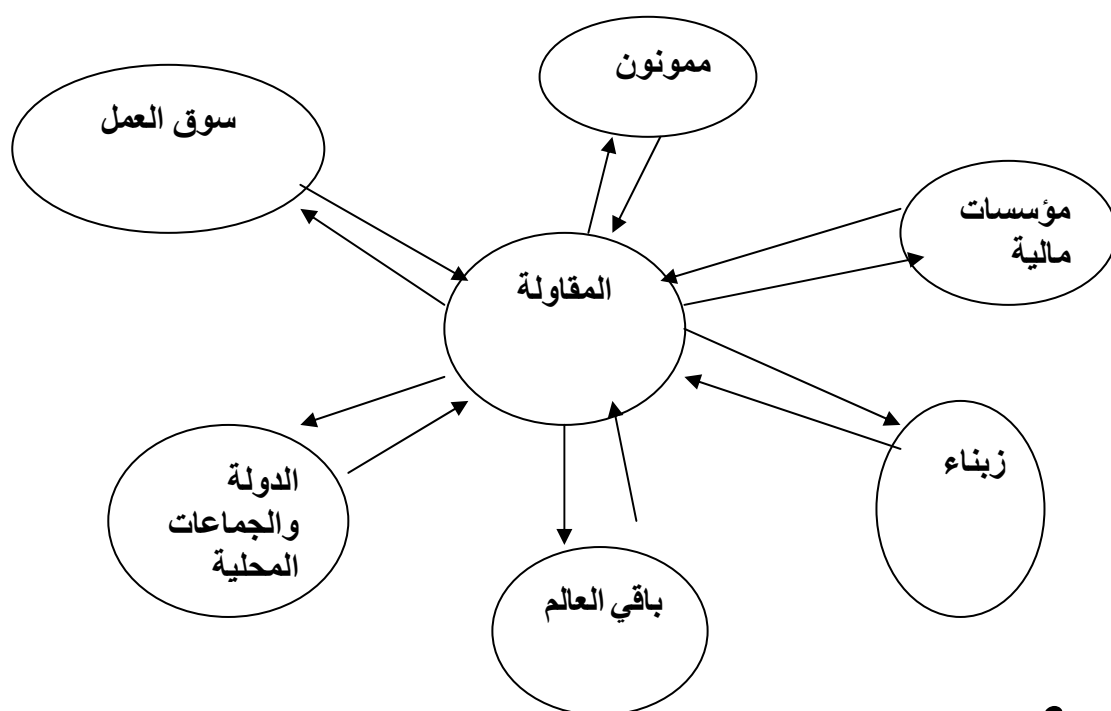 ممونون
سوق العمل
مؤسسات
مالية
المقاولة
زبناء
الدولة
والجماعات
المحلية
باقي العالم